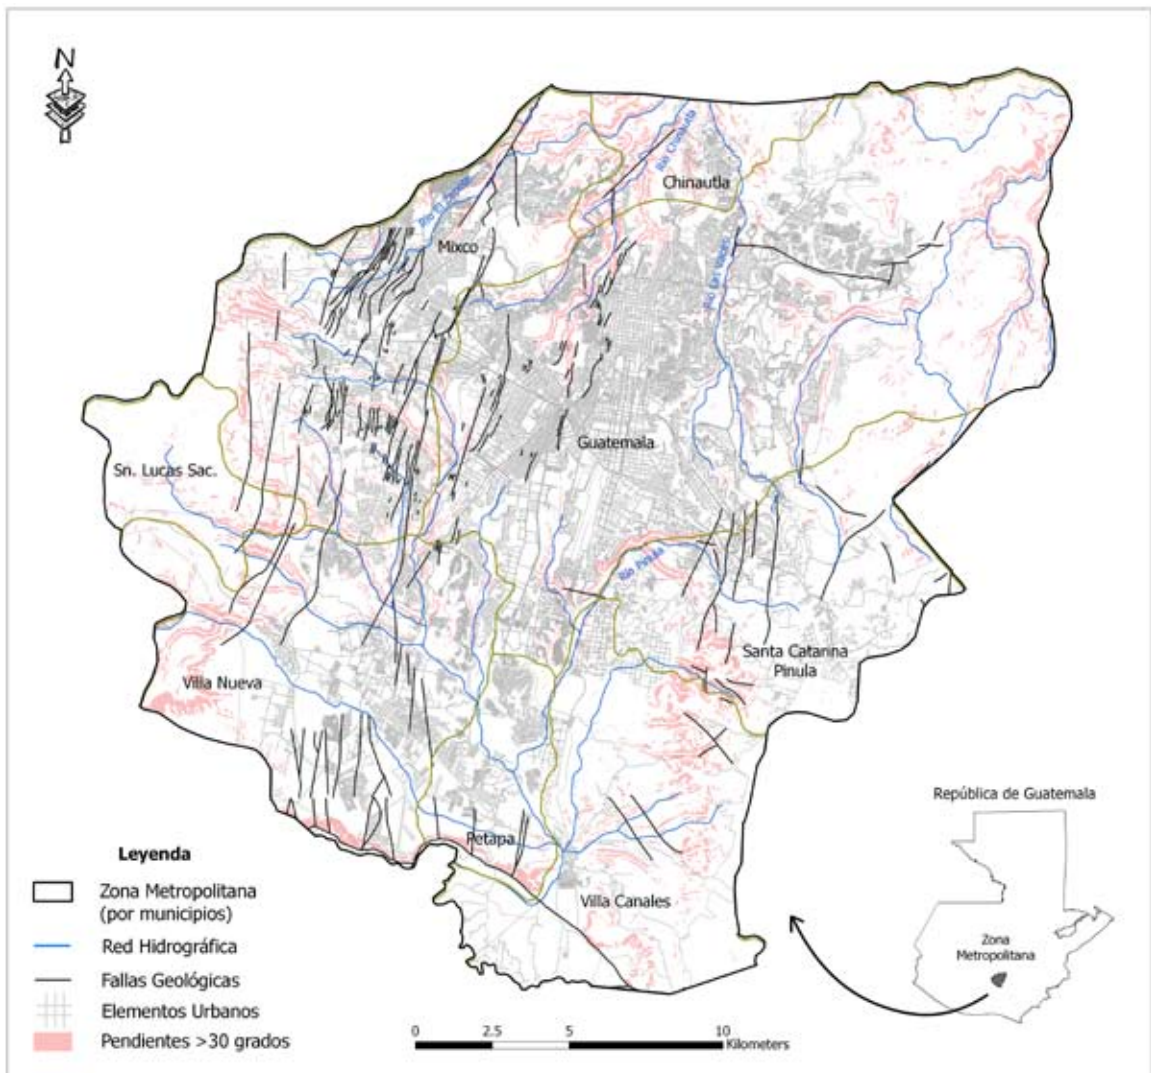 N
Río Chinautla
Chinautla
Mixco
Río Las Vacas
Guatemala
Sn. Lucas Sac.
Río Pinula
Santa Catarina
Pinula
Villa Nueva
República de Guatemala
Petapa
Villa Canales
Zona
Metropolitana
Leyenda
Zona Metropolitana
(por municipios)
Red Hidrográfica
Fallas Geológicas
Elementos Urbanos
Pendientes >30 grados
0 2.5 5 10
Kilometers